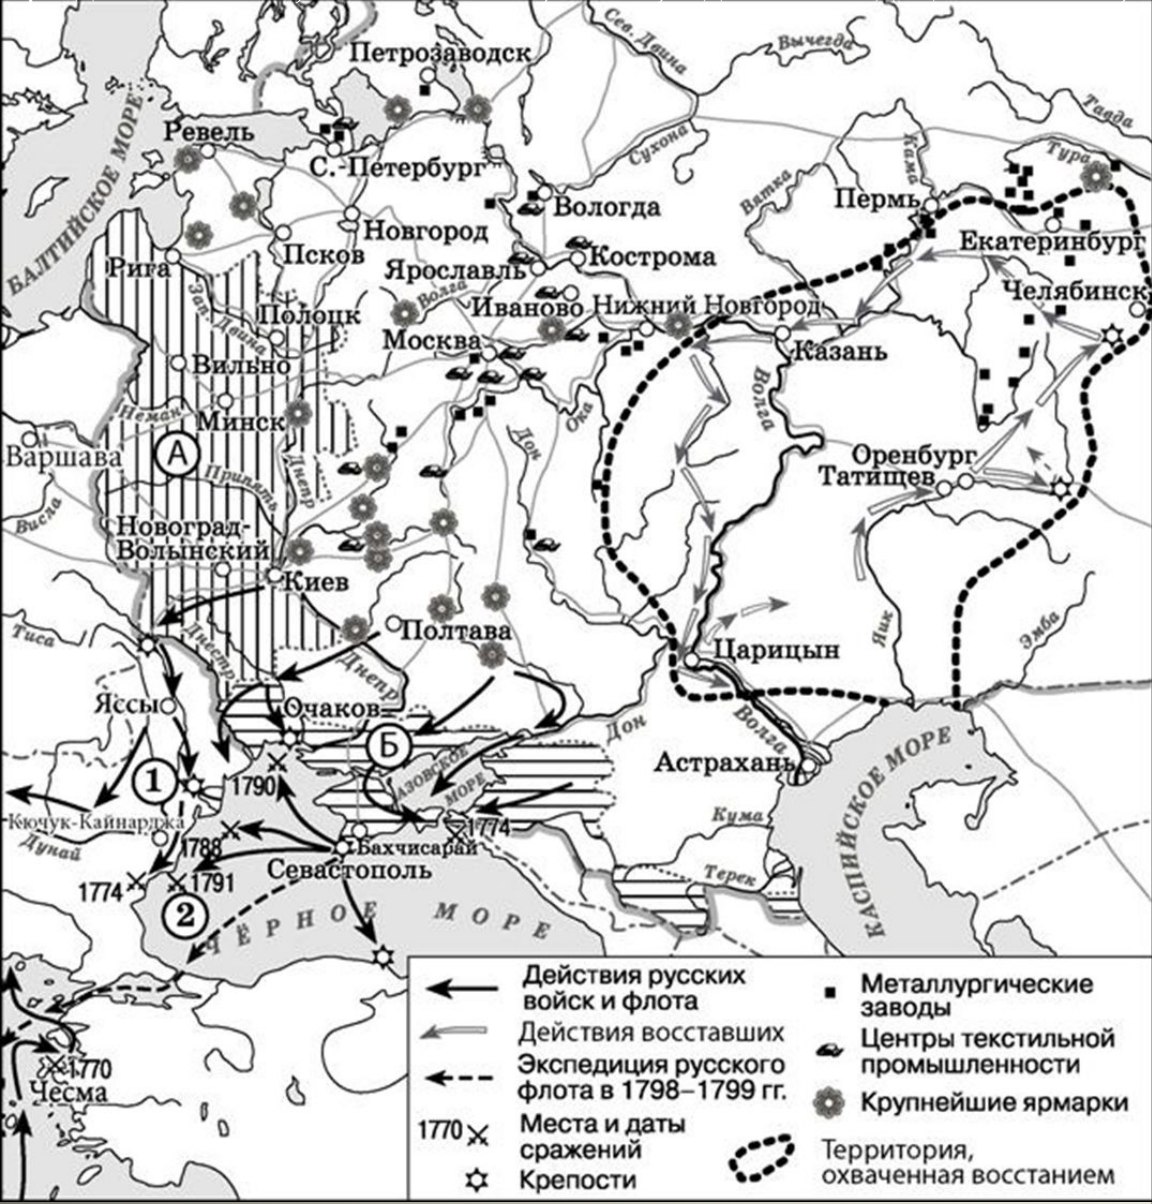 Петрозаводск
Сев. Двина
Вычегда
Тавда
БАЛТИЙСКОЕ МОРЕ
Ревель
С.-Петербург
Сухона
Кама
Тура
Вологда
Вятка
Пермь
Новгород
Псков
Екатеринбург
Рига
Ярославль
Кострома
Челябинск
Зап. Двина
Полоцк
Волга
Иваново
Нижний Новгород
Москва
Казань
Вильно
Неман
Минск
Ока
Волга
Дон
Варшава
А
Припять
Днепр
Оренбург
Татищев
Висла
Новоград-
Волынский
Киев
Тиса
Днестр
Полтава
Днепр
Яик
Эмба
Царицын
Яссы
Очаков
Дон
Волга
Б
АЗОВСКОЕ
МОРЕ
Астрахань
1
1790
КАСПИЙСКОЕ МОРЕ
Кючук-Кайнарджа
Дунай
1788
Бахчисарай
1774
Кума
Севастополь
Терек
1774
1791
2
ЧЁРНОЕ МОРЕ
1770
Чесма
Действия русских
войск и флота
Действия восставших
Экспедиция русского
флота в 1798–1799 гг.
1770
Места и даты
сражений
Крепости
Металлургические
заводы
Центры текстильной
промышленности
Крупнейшие ярмарки
Территория,
охваченная восстанием